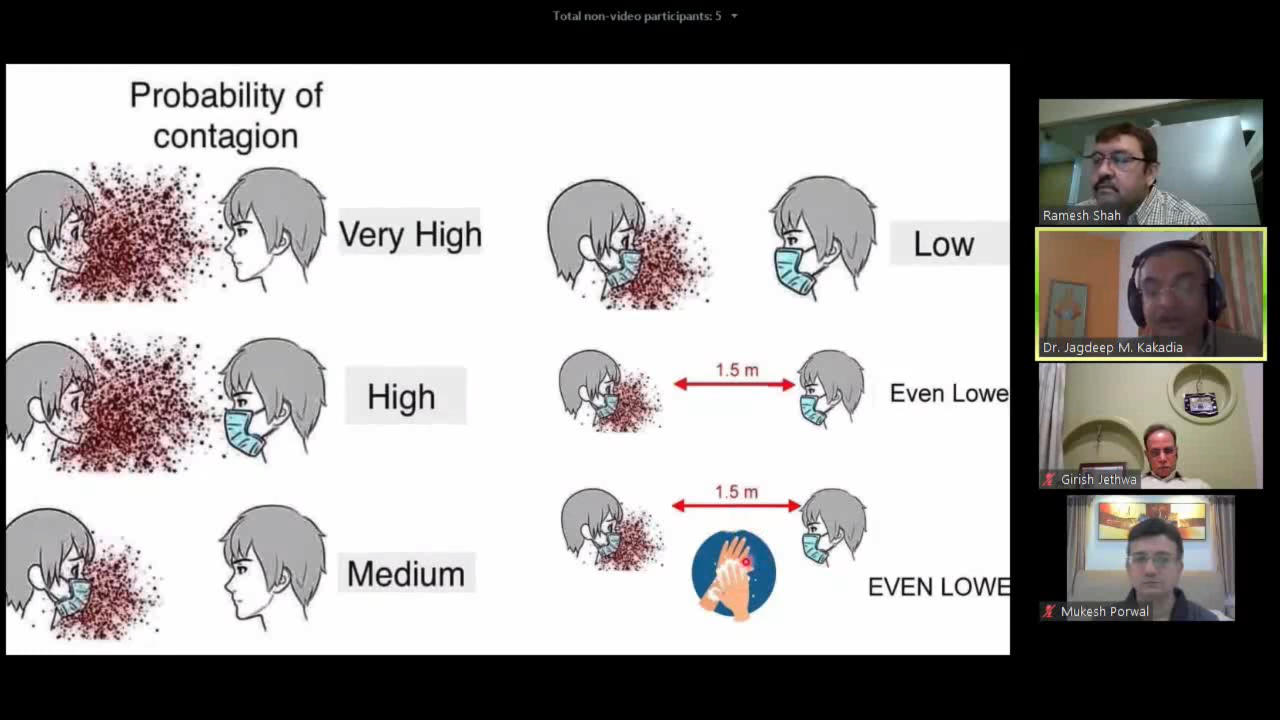 Total non-video participants: 5
Probability of
contagion
Very High
High
Medium
Low
1.5 m
Even Lowe
1.5 m
EVEN LOWE
Ramesh Shah
Dr. Jagdeep M. Kakadia
Girish Jethwa
Mukesh Porwal